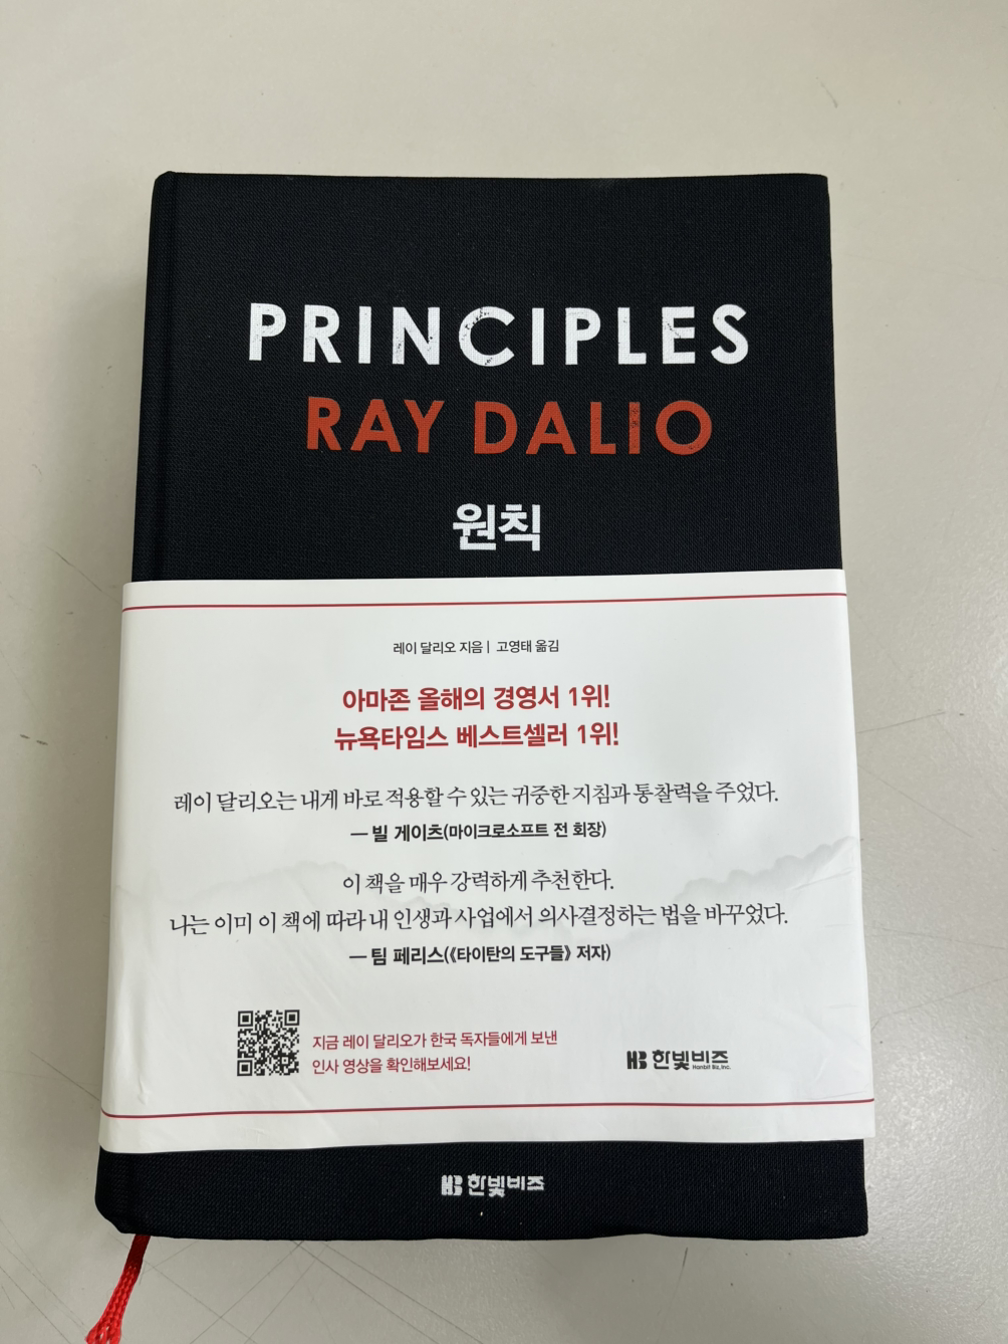 PRINCIPLES
RAY DALIO
원칙
레이 달리오 지음 | 고영태 옮김
아마존 올해의 경영서 1위!
뉴욕타임스 베스트셀러 1위!
레이 달리오는 내게 바로 적용할 수 있는 귀중한 지침과 통찰력을 주었다.
— 빌 게이츠(마이크로소프트 전 회장)
이 책을 매우 강력하게 추천한다.
나는 이미 이 책에 따라 내 인생과 사업에서 의사결정하는 법을 바꾸었다.
— 팀 페리스(《타이탄의 도구들》 저자)
지금 레이 달리오가 한국 독자들에게 보낸
인사 영상을 확인해보세요!
HB 한빛비즈
Hanbit Biz, Inc.
HB 한빛비즈